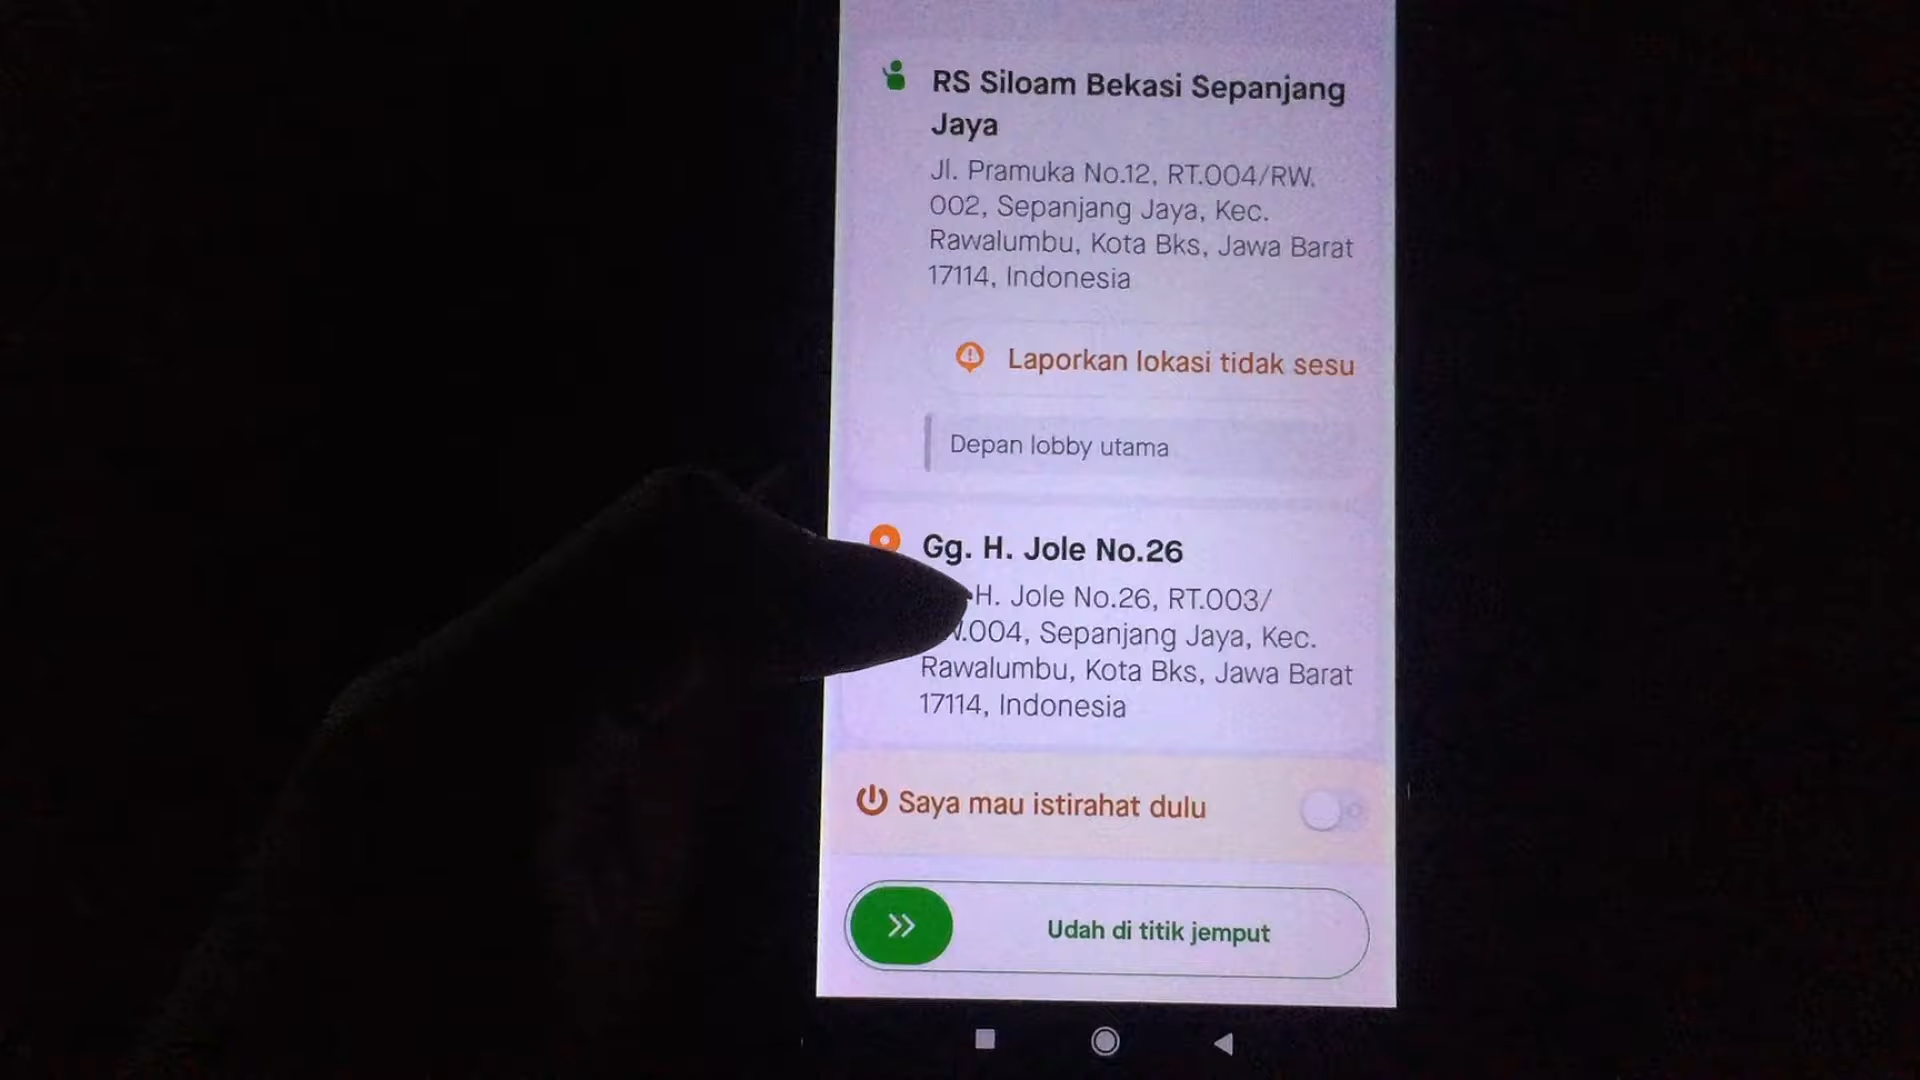 RS Siloam Bekasi Sepanjang
Jaya
Jl. Pramuka No.12, RT.004/RW.
002, Sepanjang Jaya, Kec.
Rawalumbu, Kota Bks, Jawa Barat
17114, Indonesia
Laporkan lokasi tidak sesu
Depan lobby utama
Gg. H. Jole No.26
H. Jole No.26, RT.003/
.004, Sepanjang Jaya, Kec.
Rawalumbu, Kota Bks, Jawa Barat
17114, Indonesia
Saya mau istirahat dulu
Udah di titik jemput